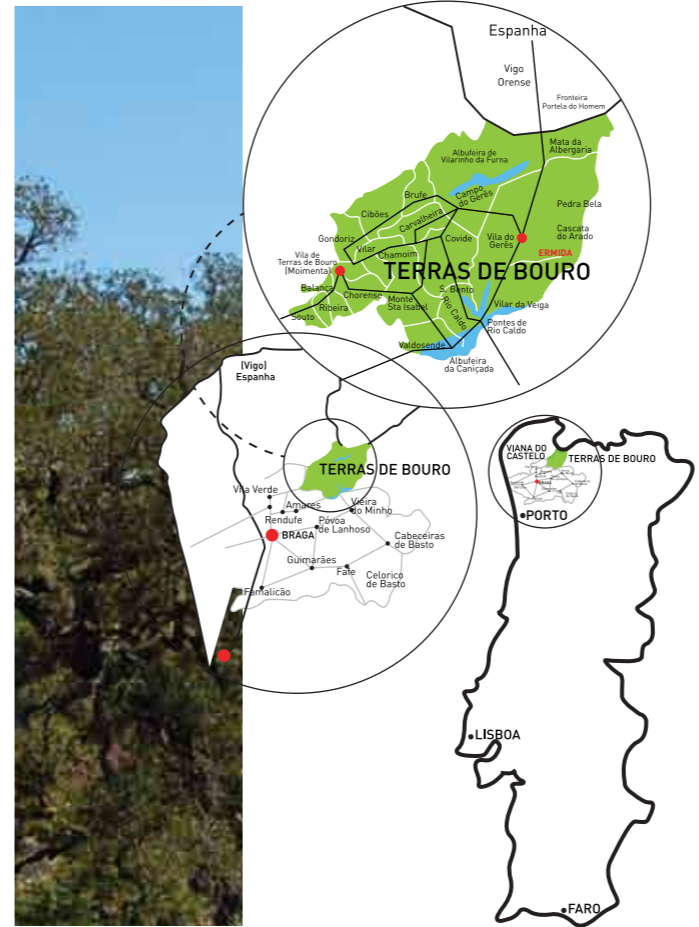 Espanha
Vigo
Orense
Fronteira
Portela do Homem
Mata da
Albergaria
Albufeira de
Vilarinho da Furna
Campo
do Gerês
Brufe
Cibões
Carvalheira
Pedra Bela
Cascata
do Arado
Gondoriz
Vilar
Covide
Vila do
Gerês
ERMIDA
Vila de
Terras de Bouro
(Moimenta)
Chamoim
TERRAS DE BOURO
Balança
Chorense
Monte
Sta Isabel
S. Bento
Rio Caldo
Vilar da Veiga
Ribeira
Souto
Pontes de
Rio Caldo
Valdosende
Albufeira
da Caniçada
(Vigo)
Espanha
TERRAS DE BOURO
Vila Verde
Amares
Rendufe
Vieira
do Minho
Póvoa
de Lanhoso
BRAGA
Cabeceiras
de Basto
Guimarães
Fafe
Celorico
de Basto
Famalicão
VIANA DO
CASTELO
TERRAS DE BOURO
PORTO
LISBOA
FARO